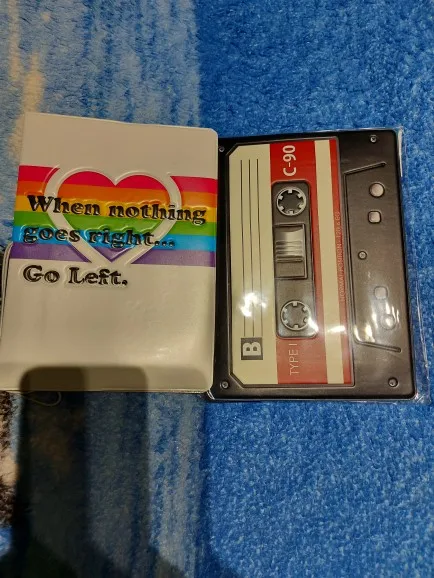 When nothing
goes right...
Go Left.
C-90
TYPE I
B